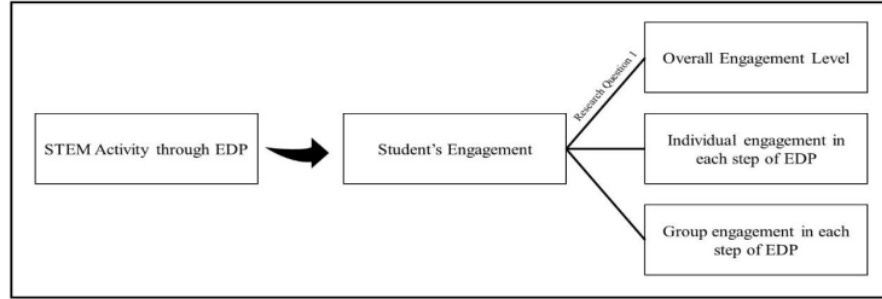 STEM Activity through EDP
Student's Engagement
Research Question 1
Overall Engagement Level
Individual engagement in
each step of EDP
Group engagement in each
step of EDP